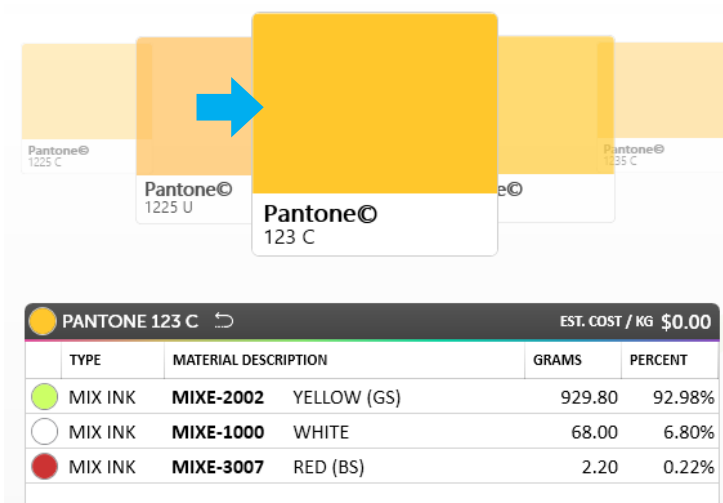 Pantone©
1225 C
Pantone©
1225 U
Pantone©
123 C
Pantone©
1235 C
PANTONE 123 C EST. COST / KG $0.00
TYPE MATERIAL DESCRIPTION GRAMS PERCENT
MIX INK MIXE-2002 YELLOW (GS) 929.80 92.98%
MIX INK MIXE-1000 WHITE 68.00 6.80%
MIX INK MIXE-3007 RED (BS) 2.20 0.22%